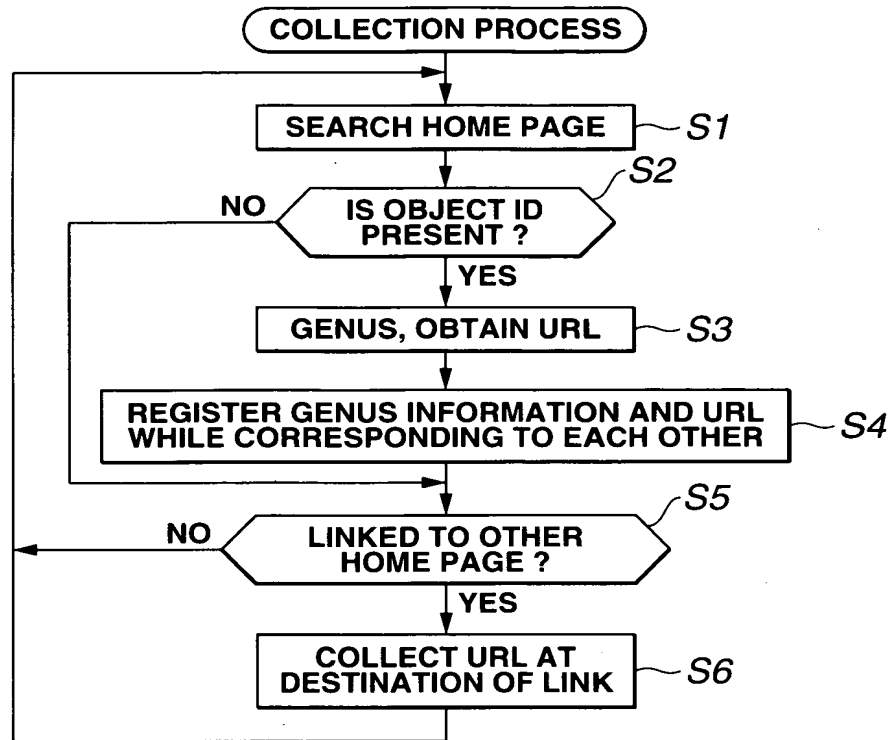 COLLECTION PROCESS
SEARCH HOME PAGE
S1
S2
NO
IS OBJECT ID
PRESENT ?
YES
GENUS, OBTAIN URL
S3
REGISTER GENUS INFORMATION AND URL
WHILE CORRESPONDING TO EACH OTHER
S4
S5
NO
LINKED TO OTHER
HOME PAGE ?
YES
COLLECT URL AT
DESTINATION OF LINK
S6